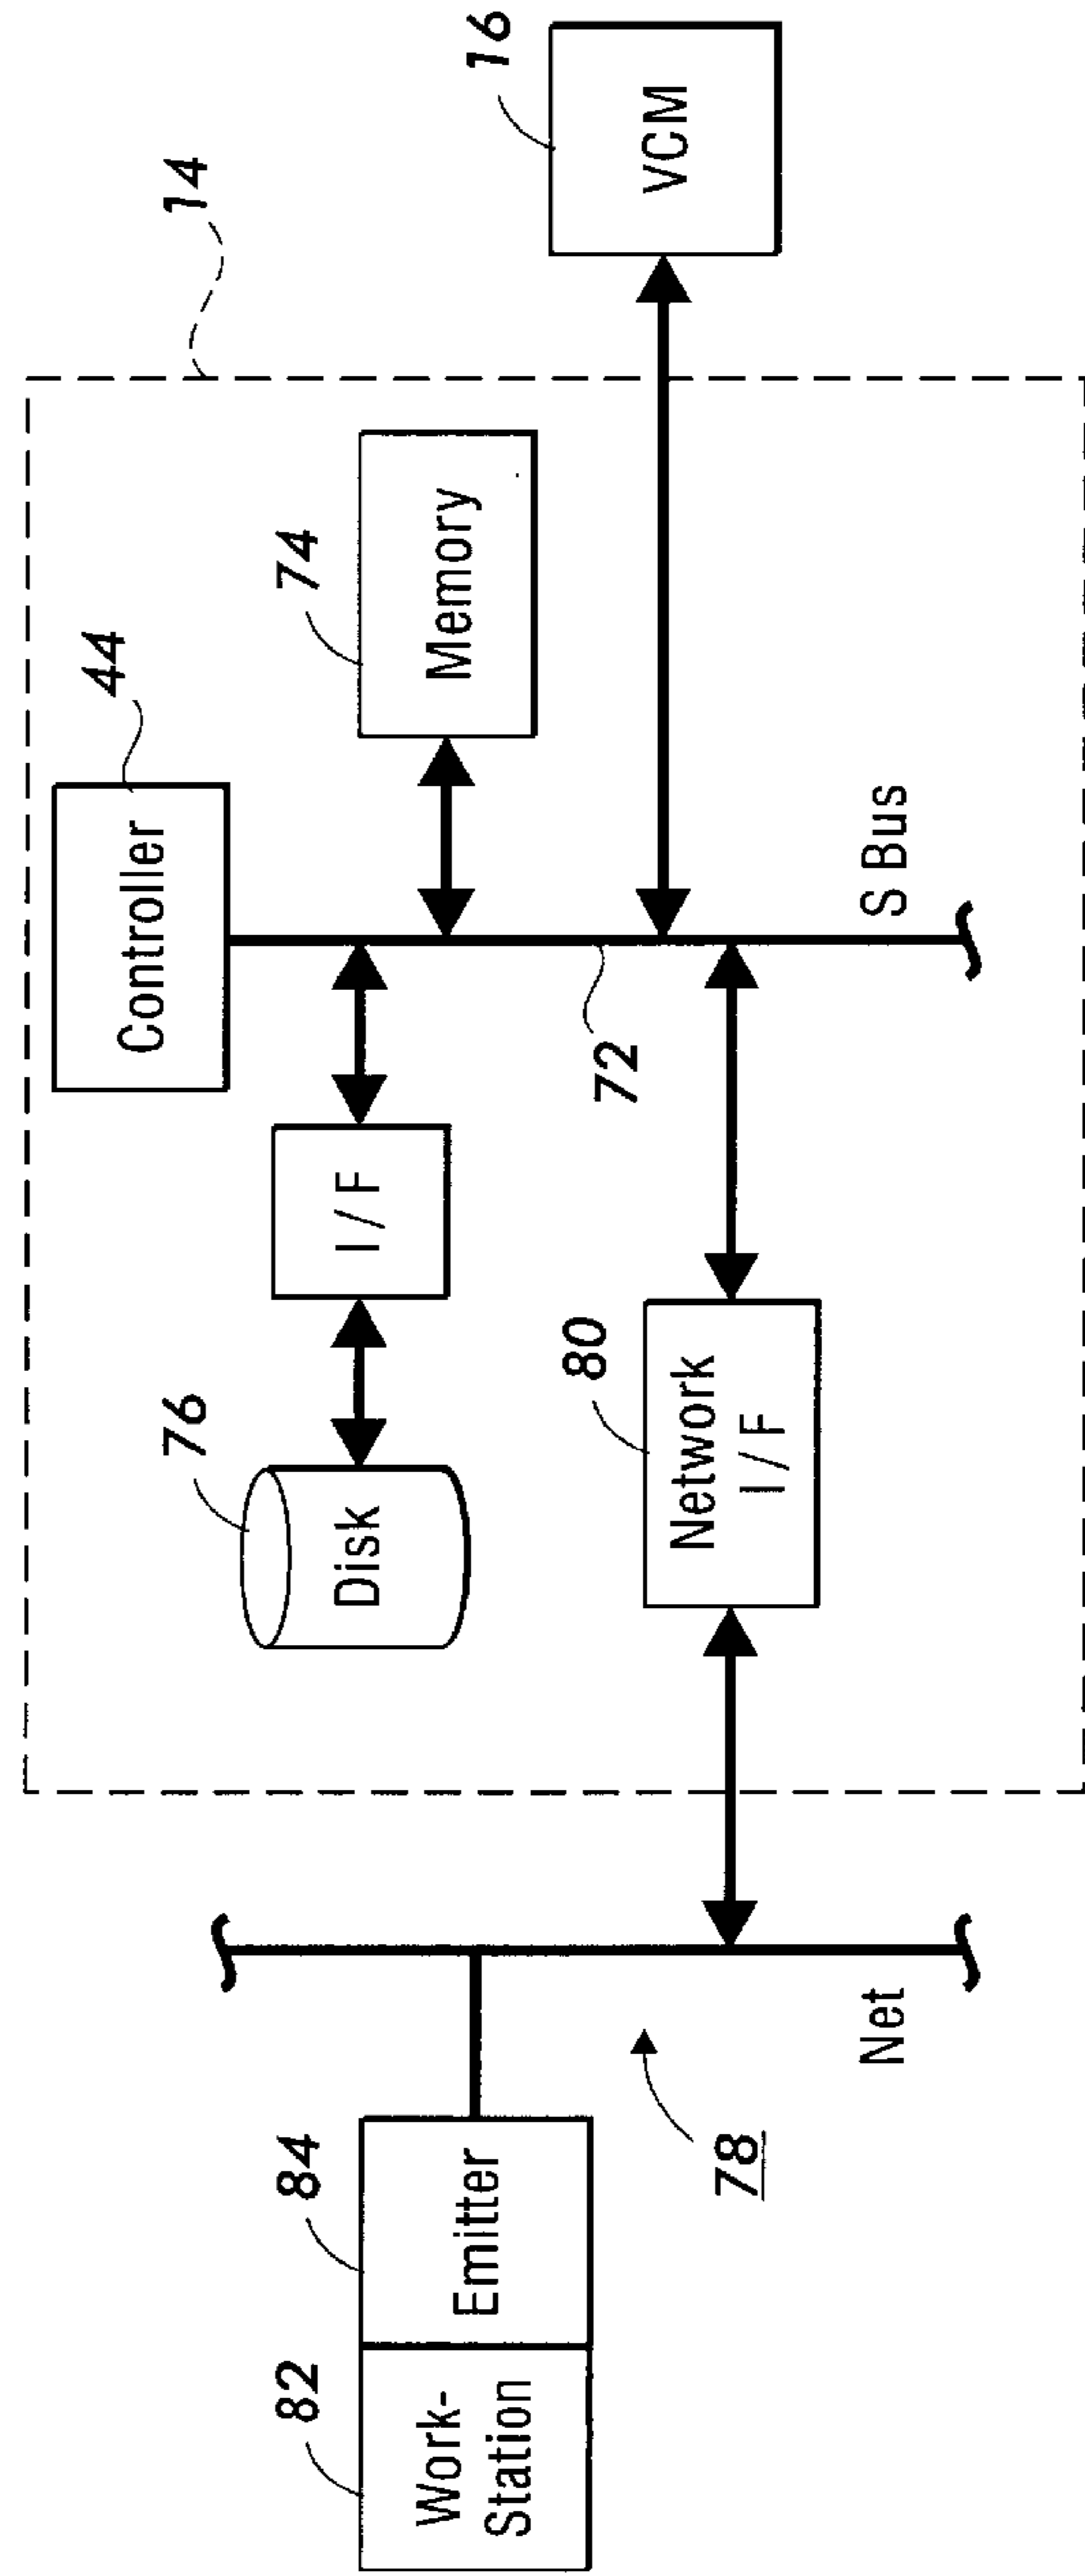 14
16
VCM
44
Controller
74
Memory
I/F
76
Disk
72
S Bus
80
Network
I/F
84
Emitter
82
Work-
Station
78
Net